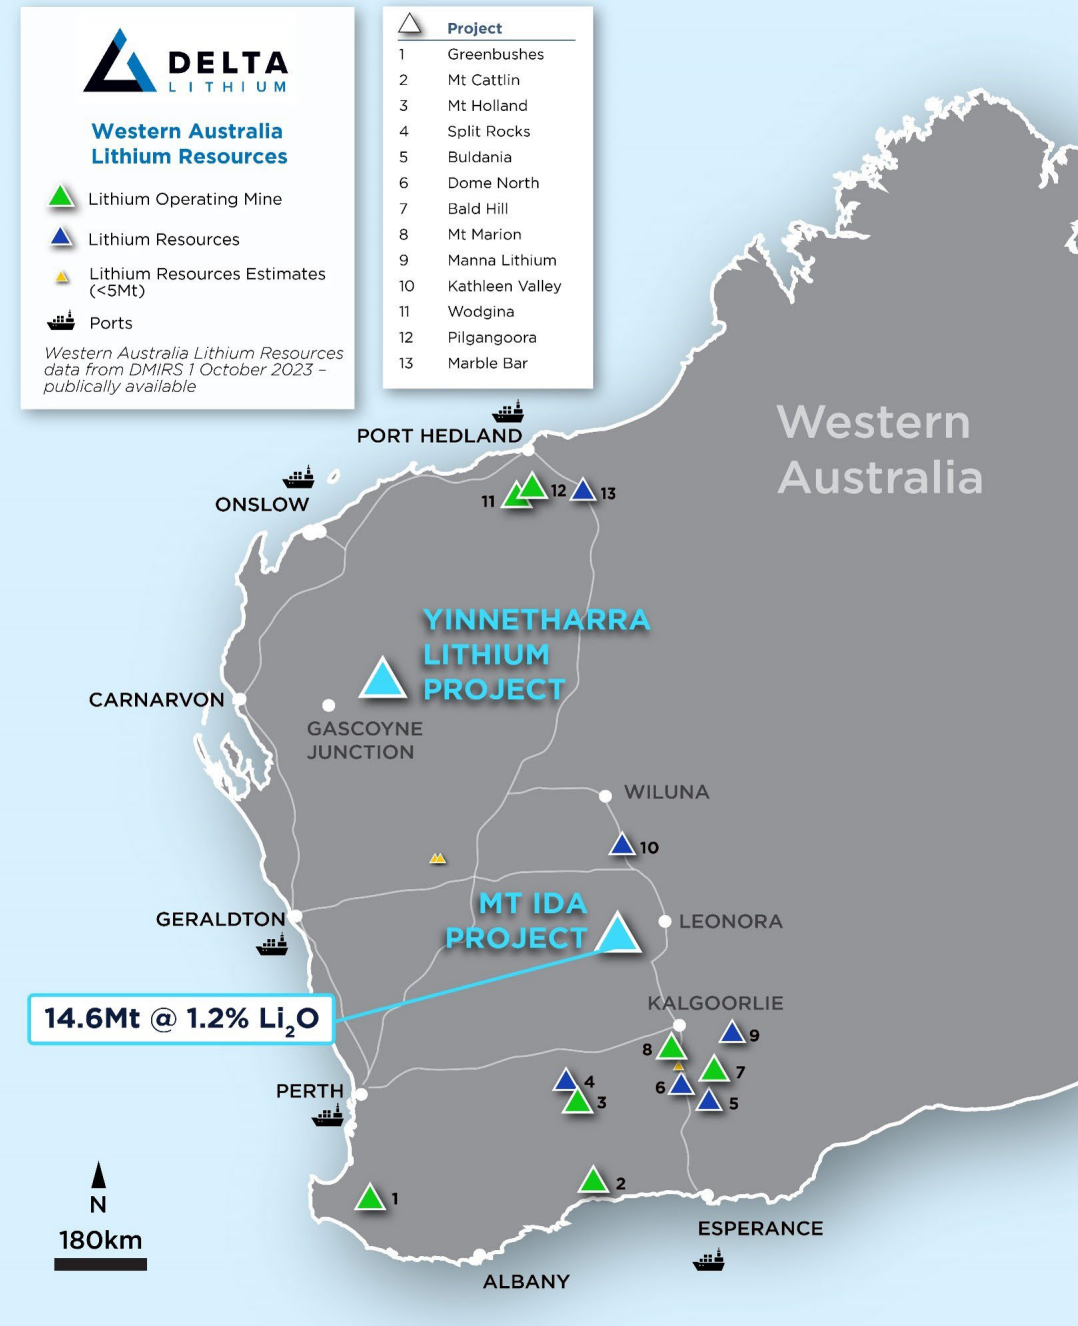 DELTA
LITHIUM
Western Australia
Lithium Resources
Lithium Operating Mine
Lithium Resources
Lithium Resources Estimates
(<5Mt)
Ports
Western Australia Lithium Resources
data from DMIRS 1 October 2023 –
publically available
Project
1 Greenbushes
2 Mt Cattlin
3 Mt Holland
4 Split Rocks
5 Buldania
6 Dome North
7 Bald Hill
8 Mt Marion
9 Manna Lithium
10 Kathleen Valley
11 Wodgina
12 Pilgangoora
13 Marble Bar
Western
Australia
PORT HEDLAND
ONSLOW
11
12
13
YINNETHARRA
LITHIUM
PROJECT
CARNARVON
GASCOYNE
JUNCTION
WILUNA
10
MT IDA
PROJECT
GERALDTON
LEONORA
14.6Mt @ 1.2% Li2O
KALGOORLIE
8
9
7
6
5
4
3
PERTH
1
2
N
180km
ESPERANCE
ALBANY